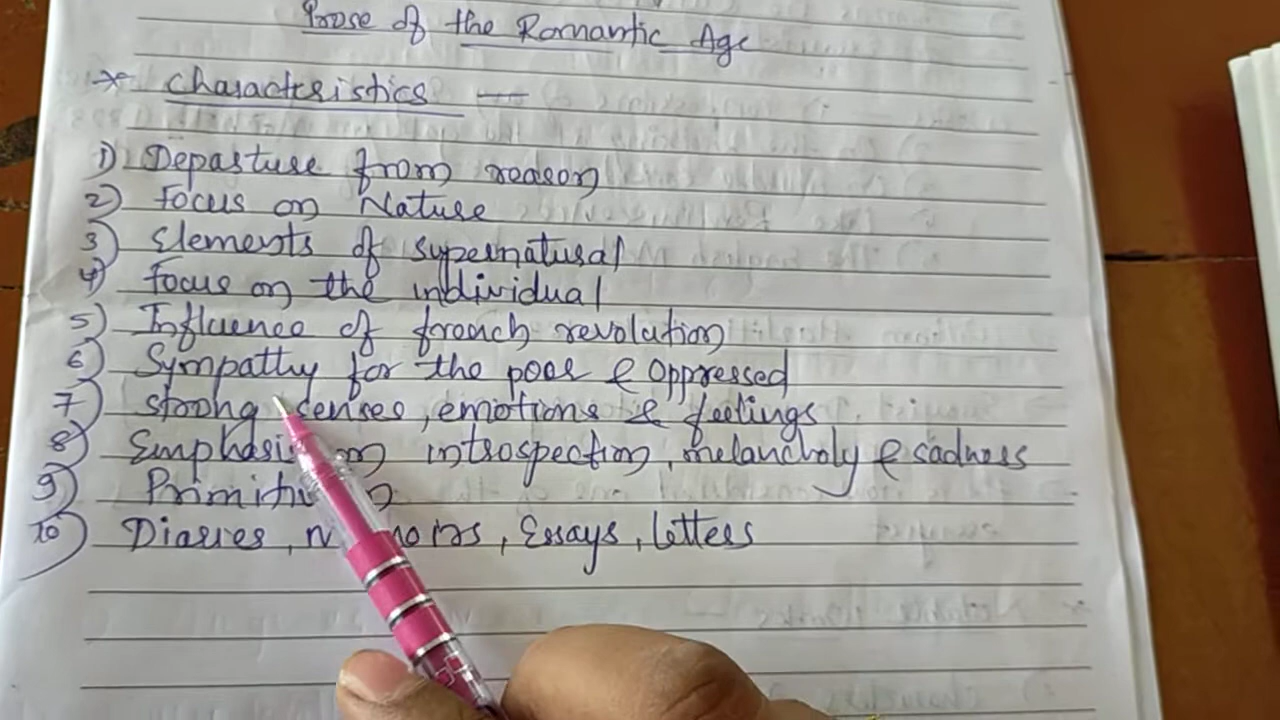 Prose of the Romantic Age
* Characteristics —
1) Departure from reason
2) Focus on Nature
3) Elements of supernatural
4) Focus on the individual
5) Influence of french revolution
6) Sympathy for the poor & Oppressed
7) Strong senses, emotions & feelings
8) Emphasis on introspection, melancholy & sadness
9)
10) Diaries, Essays, letters